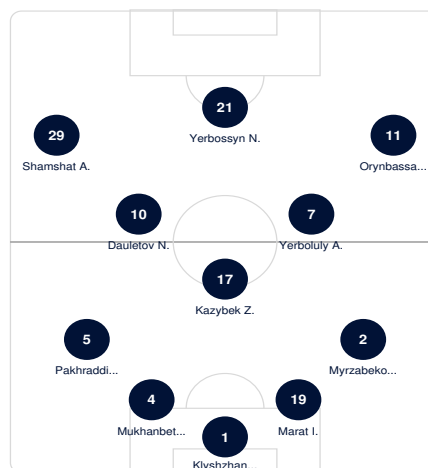 21
Yerbossyn N.
29
11
Shamshat A.
Orynbassa...
10
7
Dauletov N.
Yerboluly A.
17
Kazybek Z.
5
2
Pakhraddi...
Myrzabeko...
4
19
Mukhanbet...
Marat I.
1
Klyshzhan...